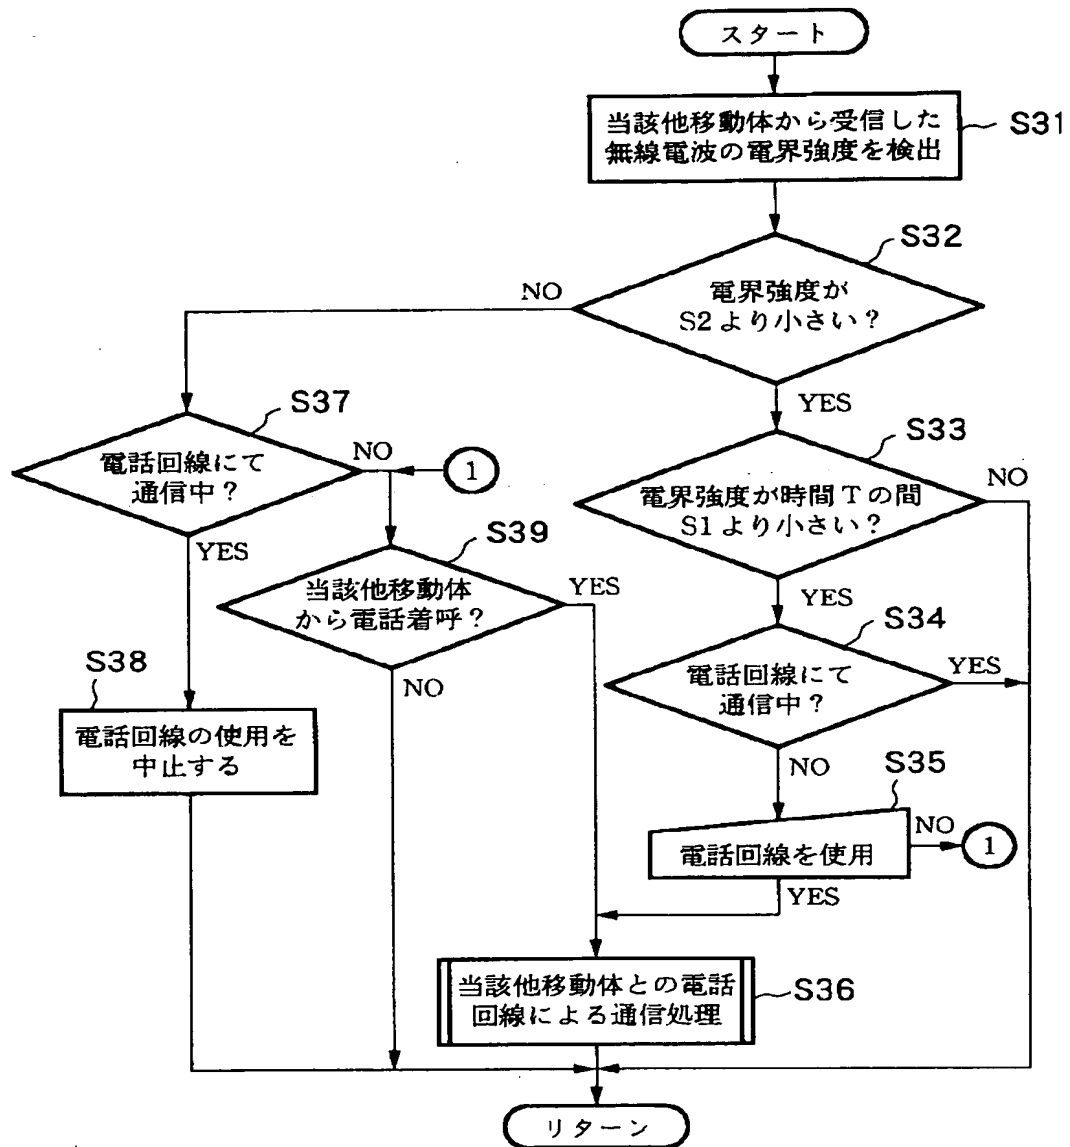 スタート
当該他移動体から受信した
無線電波の電界強度を検出
S31
S32
電界強度が
S2より小さい？
NO
YES
S37
電話回線にて
通信中？
NO
1
YES
S33
電界強度が時間Tの間
S1より小さい？
NO
YES
S39
当該他移動体
から電話着呼？
YES
NO
S34
電話回線にて
通信中？
YES
NO
S38
電話回線の使用を
中止する
S35
電話回線を使用
NO
1
YES
当該他移動体との電話
回線による通信処理
S36
リターン